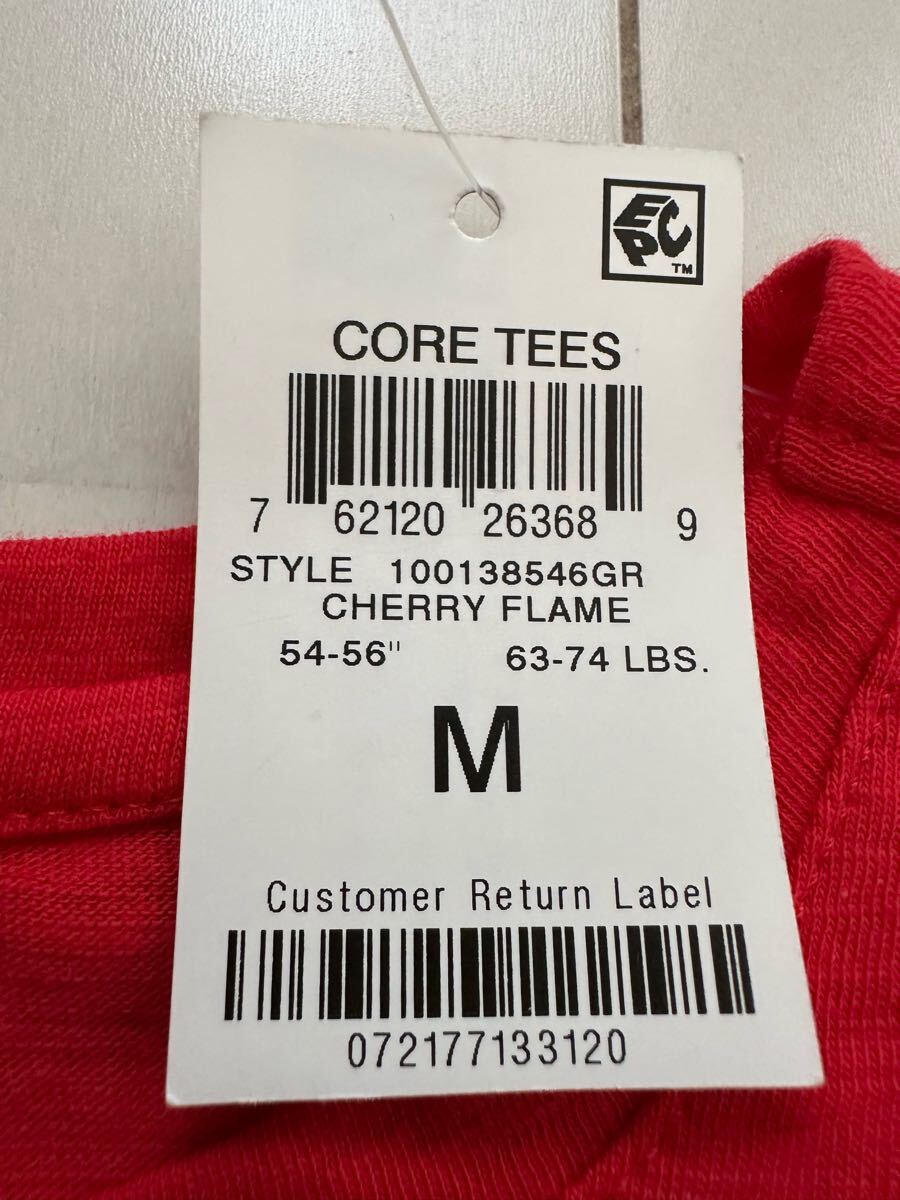 EPC
TM
CORE TEES
7 62120 26368 9
STYLE 100138546GR
CHERRY FLAME
54-56" 63-74 LBS.
M
Customer Return Label
072177133120